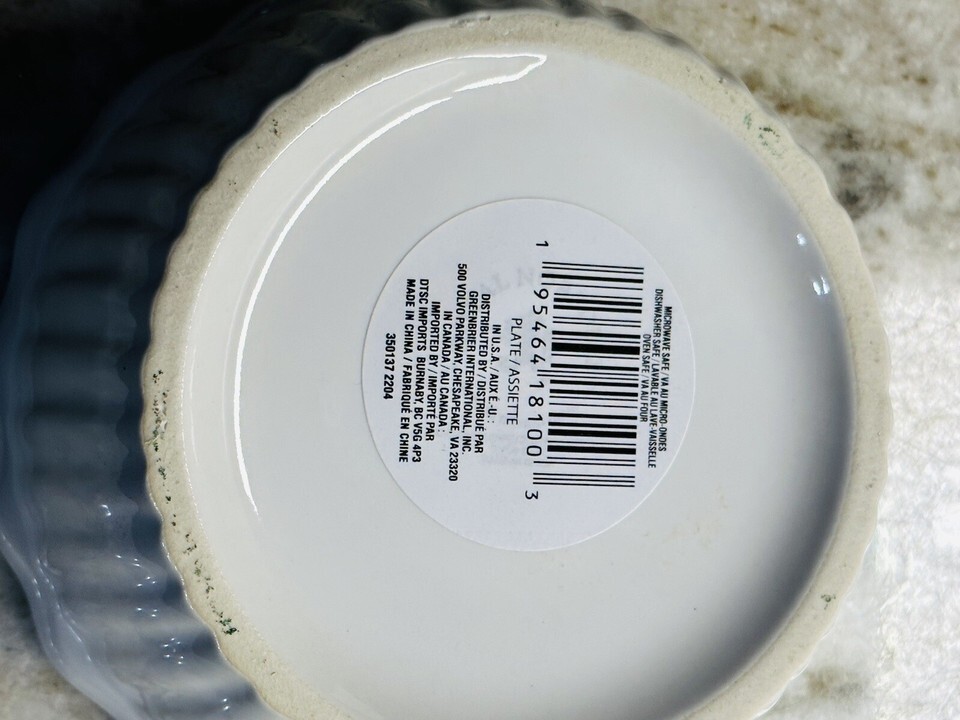 MICROWAVE SAFE / VA AU MICRO-ONDES
DISHWASHER SAFE / LAVABLE AU LAVE-VAISSELLE
OVEN SAFE / VA AU FOUR
1 95464 18100 3
PLATE / ASSIETTE
IN U.S.A. / AUX É.-U. :
DISTRIBUTED BY / DISTRIBUÉ PAR
GREENBRIER INTERNATIONAL, INC.
500 VOLVO PARKWAY, CHESAPEAKE, VA 23320
IN CANADA / AU CANADA :
IMPORTED BY / IMPORTÉ PAR
DTSC IMPORTS BURNABY, BC V5G 4P3
MADE IN CHINA / FABRIQUÉ EN CHINE
350137 2204